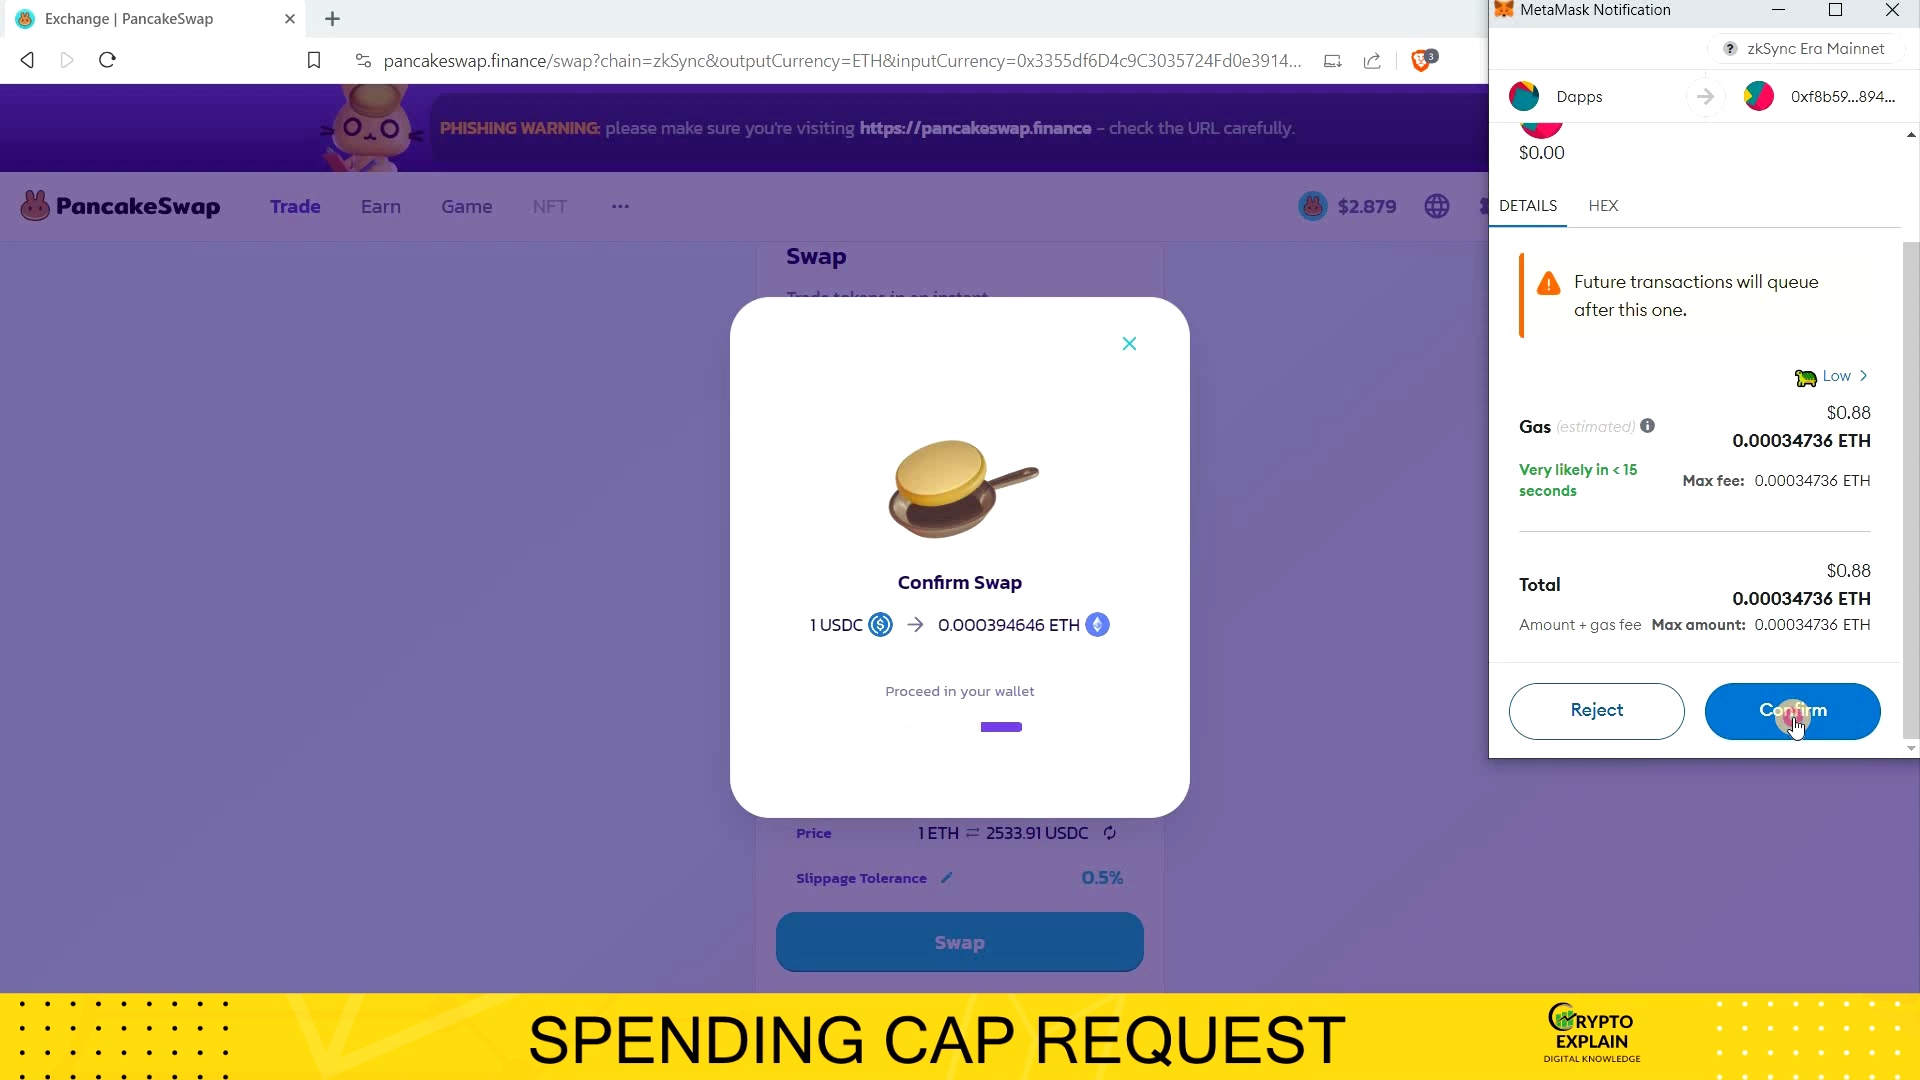 Exchange | PancakeSwap
pancakeswap.finance/swap?chain=zkSync&outputCurrency=ETH&inputCurrency=0x3355df6D4c9C3035724Fd0e3914...
3
PHISHING WARNING: please make sure you're visiting https://pancakeswap.finance - check the URL carefully.
PancakeSwap
Trade
Earn
Game
NFT
$2.879
Swap
Trade tokens in an instant
Confirm Swap
1 USDC → 0.000394646 ETH
Proceed in your wallet
Price
1 ETH ⇌ 2533.91 USDC
Slippage Tolerance
0.5%
Swap
MetaMask Notification
? zkSync Era Mainnet
Dapps
0xf8b59...894...
$0.00
DETAILS
HEX
Future transactions will queue
after this one.
Low >
$0.88
Gas (estimated)
0.00034736 ETH
Very likely in < 15
seconds
Max fee: 0.00034736 ETH
$0.88
Total
0.00034736 ETH
Amount + gas fee Max amount: 0.00034736 ETH
Reject
Confirm
SPENDING CAP REQUEST
CRYPTO
EXPLAIN
DIGITAL KNOWLEDGE